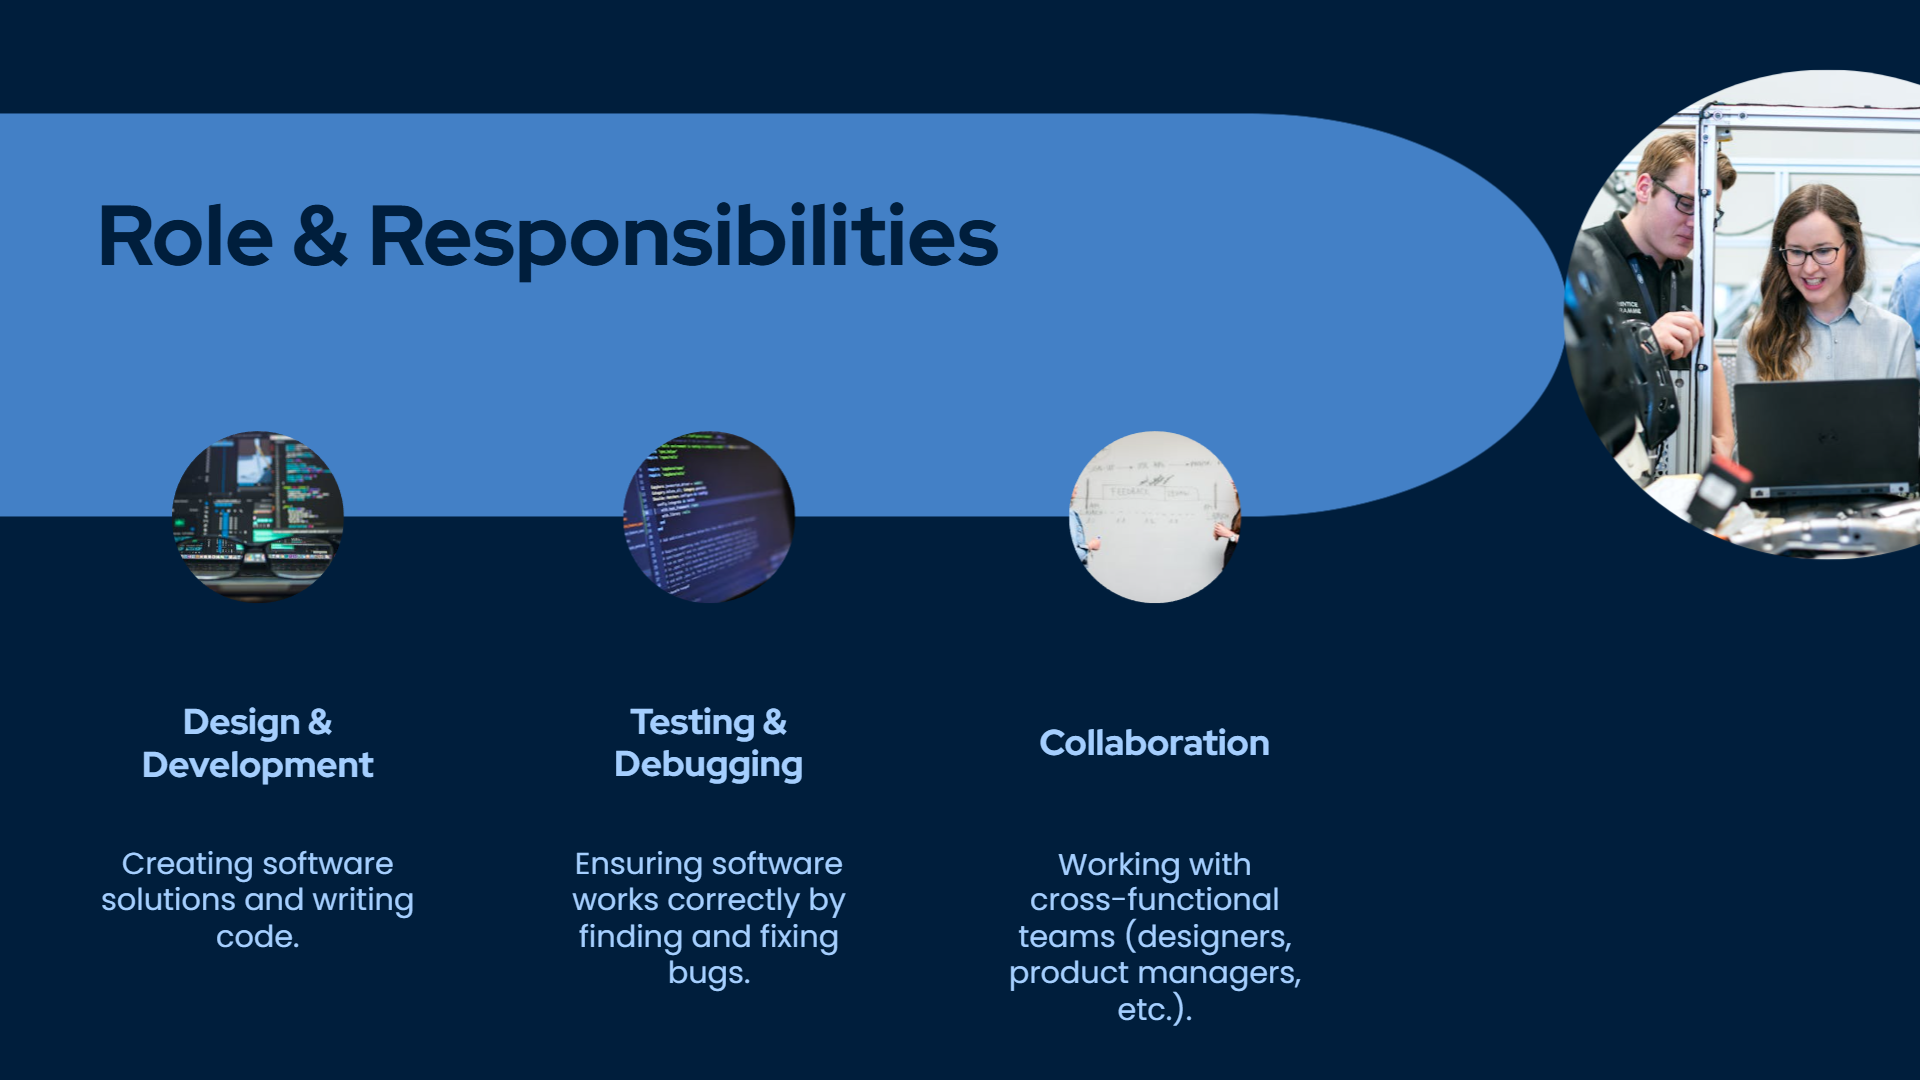 Role & Responsibilities
FEEDBACK
Design &
Development
Testing &
Debugging
Collaboration
Creating software
solutions and writing
code.
Ensuring software
works correctly by
finding and fixing
bugs.
Working with
cross-functional
teams (designers,
product managers,
etc.).